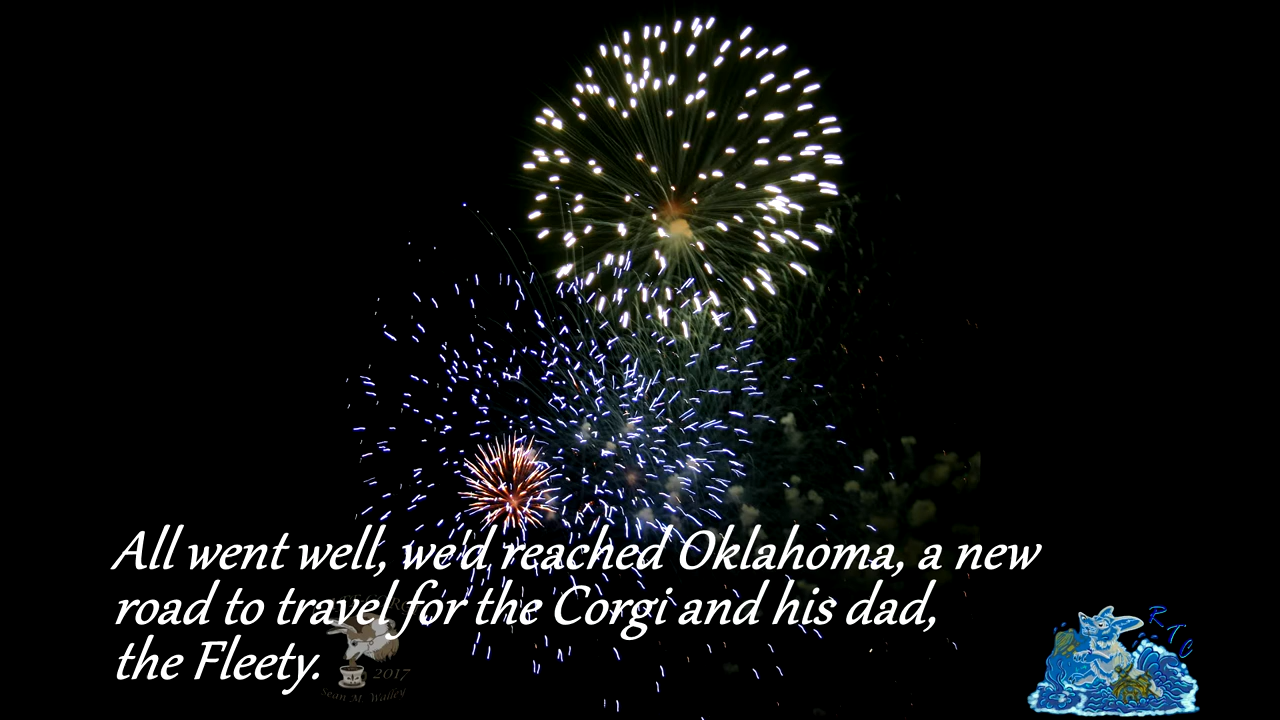 All went well, we'd reached Oklahoma, a new
road to travel for the Corgi and his dad,
the Fleety.
2017
Sean M. Walley
R T C